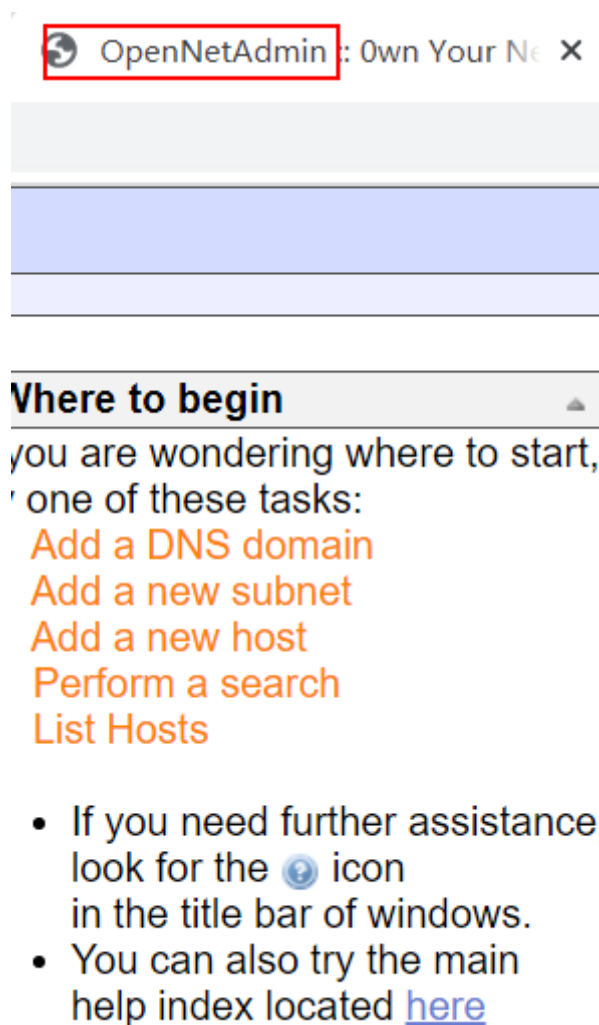 OpenNetAdmin :: 0wn Your Ne
Where to begin
you are wondering where to start,
one of these tasks:
Add a DNS domain
Add a new subnet
Add a new host
Perform a search
List Hosts
• If you need further assistance
look for the icon
in the title bar of windows.
• You can also try the main
help index located here